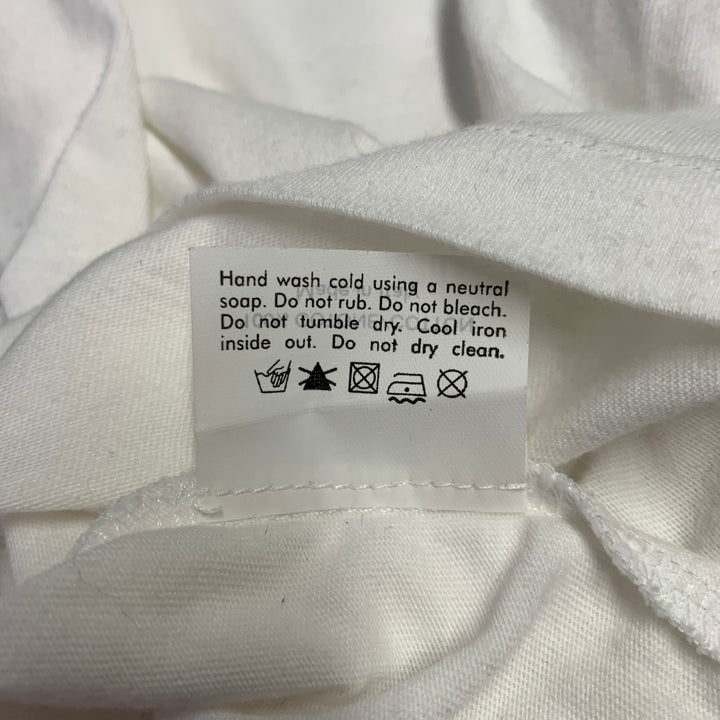 Hand wash cold using a neutral
soap. Do not rub. Do not bleach.
Do not tumble dry. Cool iron
inside out. Do not dry clean.